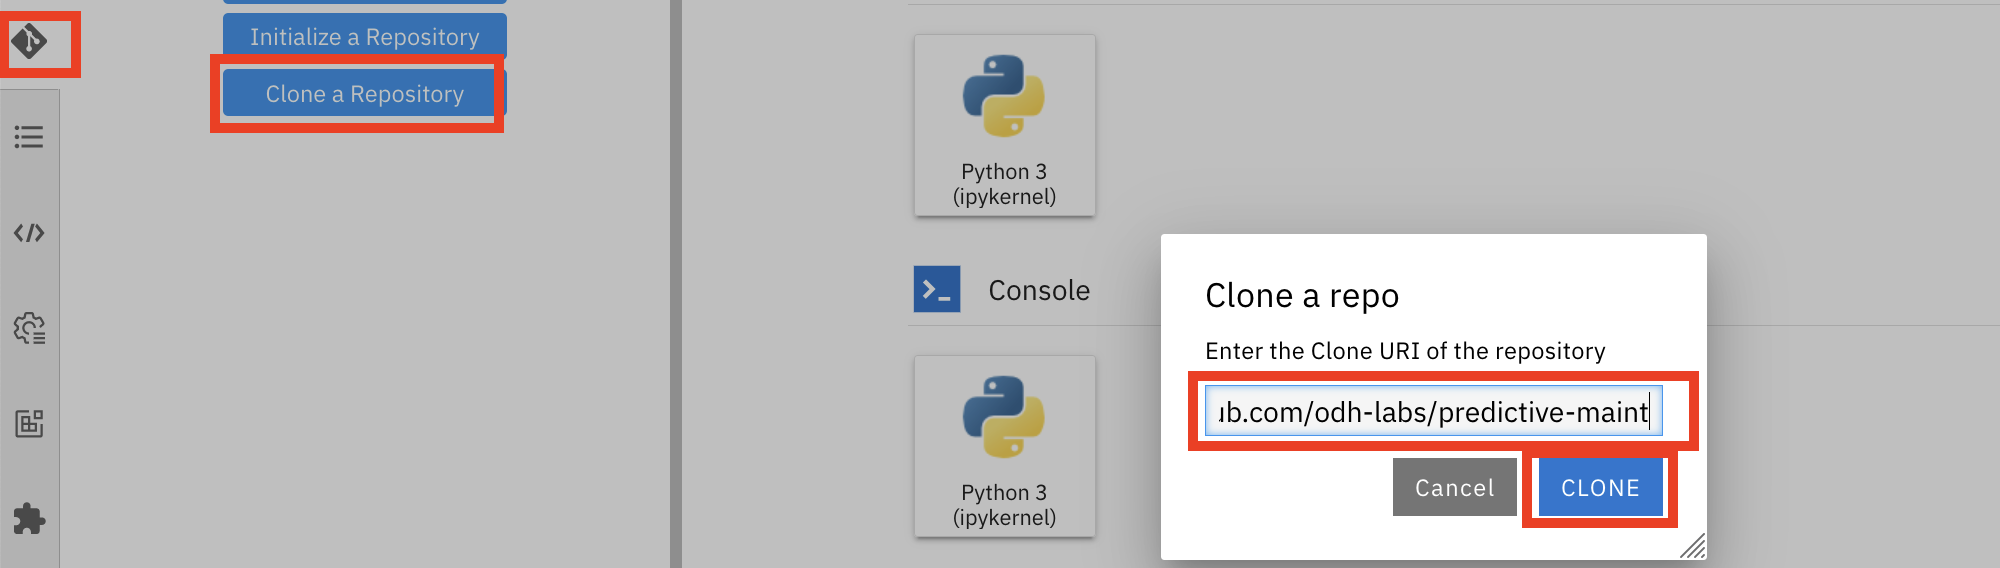 Initialize a Repository
Clone a Repository
Python 3
(ipykernel)
Console
Python 3
(ipykernel)
Clone a repo
Enter the Clone URI of the repository
ub.com/odh-labs/predictive-maint
Cancel
CLONE